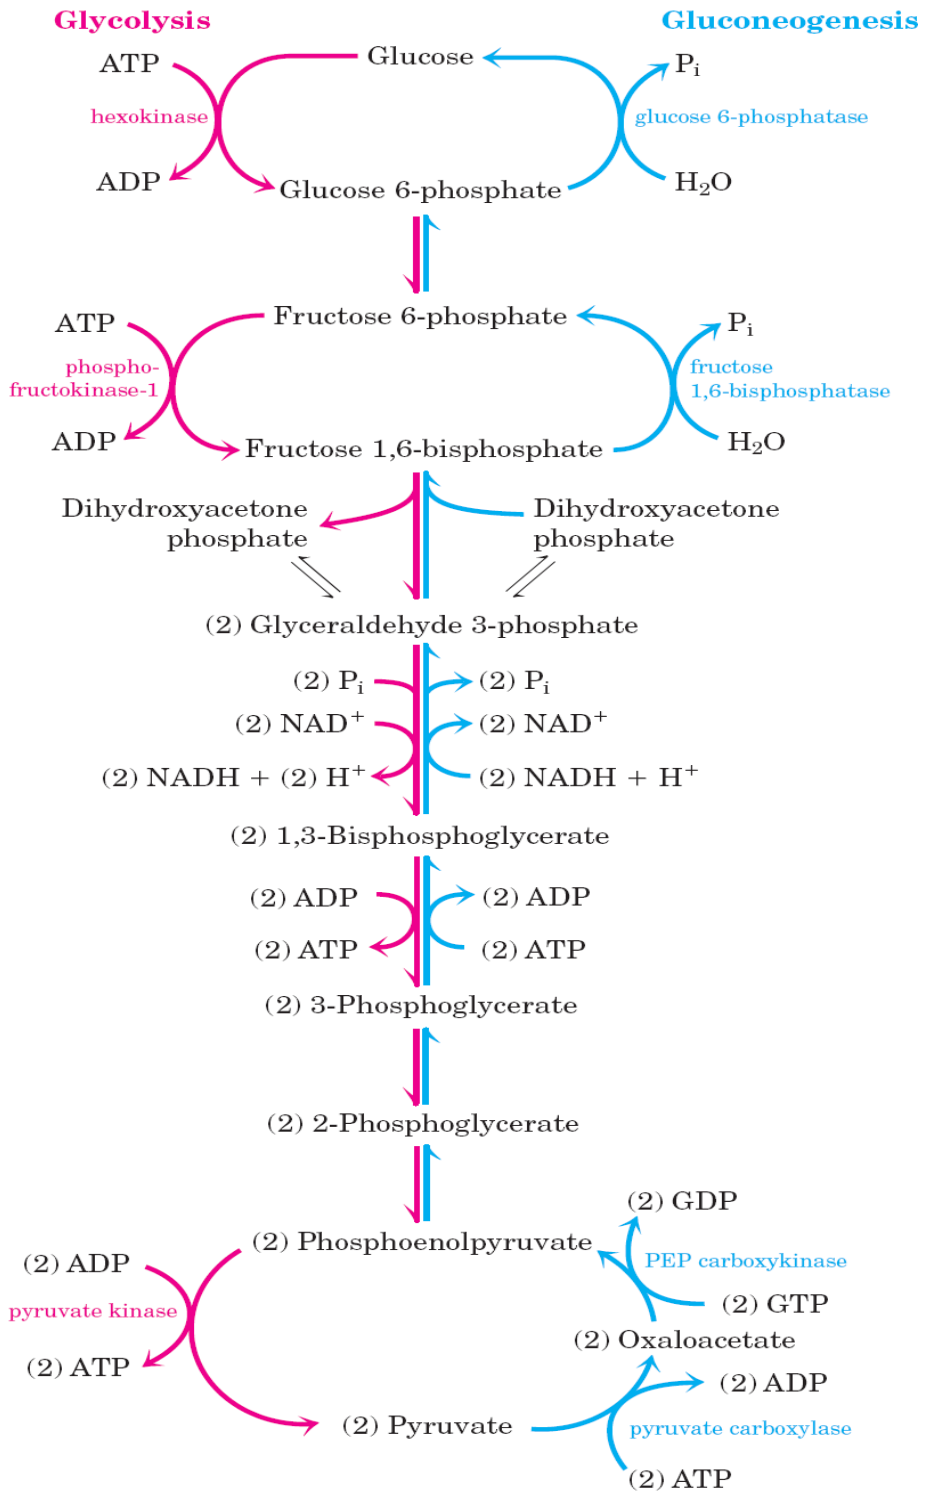 Glycolysis
Gluconeogenesis
ATP
Glucose
Pi
hexokinase
glucose 6-phosphatase
ADP
Glucose 6-phosphate
H2O
ATP
Fructose 6-phosphate
Pi
phospho-
fructokinase-1
fructose
1,6-bisphosphatase
ADP
Fructose 1,6-bisphosphate
H2O
Dihydroxyacetone
phosphate
Dihydroxyacetone
phosphate
(2) Glyceraldehyde 3-phosphate
(2) Pi
(2) Pi
(2) NAD+
(2) NAD+
(2) NADH + (2) H+
(2) NADH + H+
(2) 1,3-Bisphosphoglycerate
(2) ADP
(2) ADP
(2) ATP
(2) ATP
(2) 3-Phosphoglycerate
(2) 2-Phosphoglycerate
(2) GDP
(2) Phosphoenolpyruvate
(2) ADP
PEP carboxykinase
pyruvate kinase
(2) GTP
(2) Oxaloacetate
(2) ATP
(2) ADP
(2) Pyruvate
pyruvate carboxylase
(2) ATP